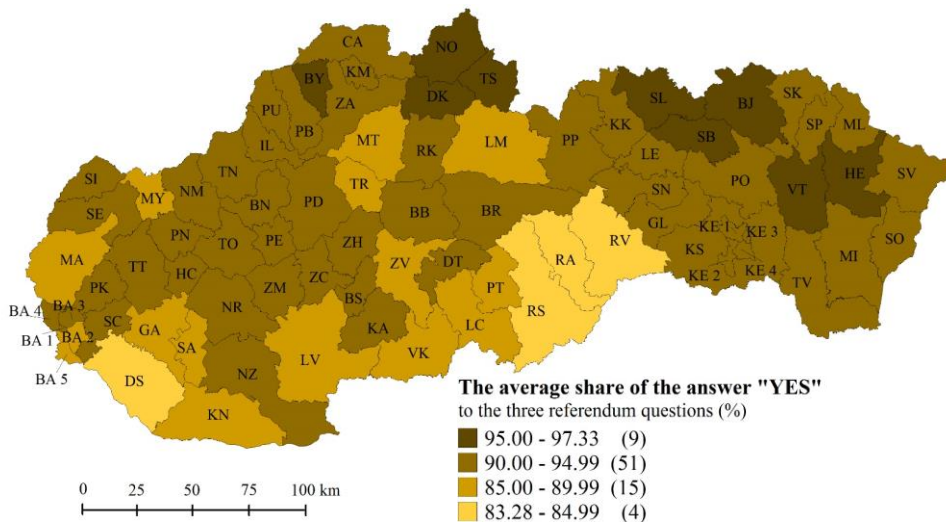 CA
NO
BY
KM
TS
DK
ZA
PU
PB
IL
MT
LM
RK
PP
KK
SL
BJ
SK
SB
SP
ML
LE
HE
SV
PO
VT
SI
MY
NM
TN
SE
BN
PD
TR
BB
BR
SN
GL
KE 1
KE 3
KS
KE 2
KE 4
TV
MI
SO
MA
PN
TO
PE
ZH
ZV
DT
RA
RV
TT
HC
PK
ZM
ZC
BS
PT
BA 4
BA 3
SC
NR
KA
LC
RS
BA 1
BA 2
GA
SA
LV
VK
BA 5
DS
NZ
KN
The average share of the answer "YES"
to the three referendum questions (%)
95.00 - 97.33 (9)
90.00 - 94.99 (51)
85.00 - 89.99 (15)
83.28 - 84.99 (4)
0 25 50 75 100 km